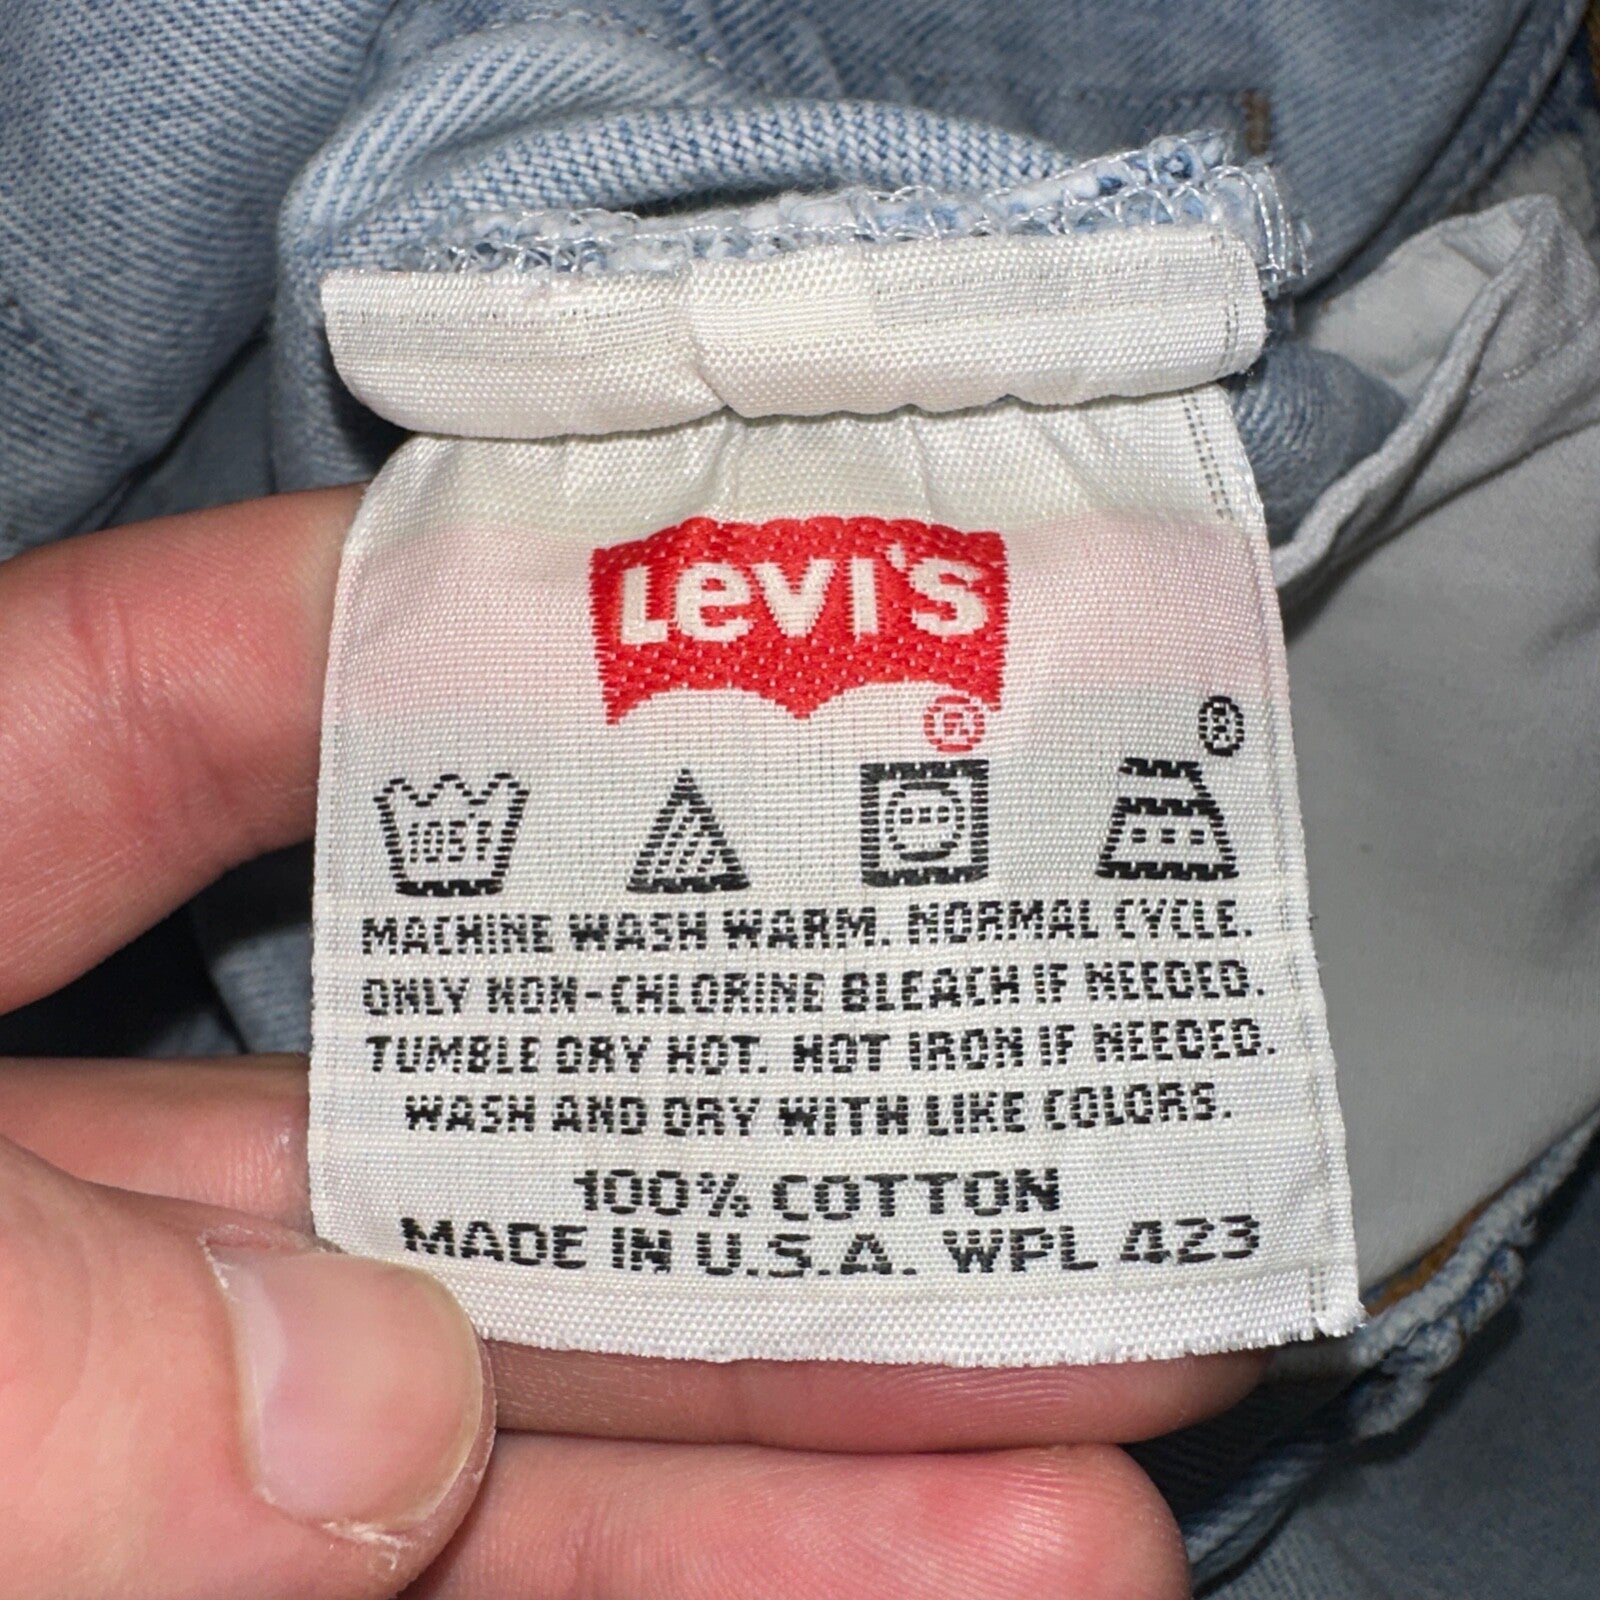 Levi's
®
®
105°F
MACHINE WASH WARM. NORMAL CYCLE.
ONLY NON-CHLORINE BLEACH IF NEEDED.
TUMBLE DRY HOT. HOT IRON IF NEEDED.
WASH AND DRY WITH LIKE COLORS.
100% COTTON
MADE IN U.S.A. WPL 423